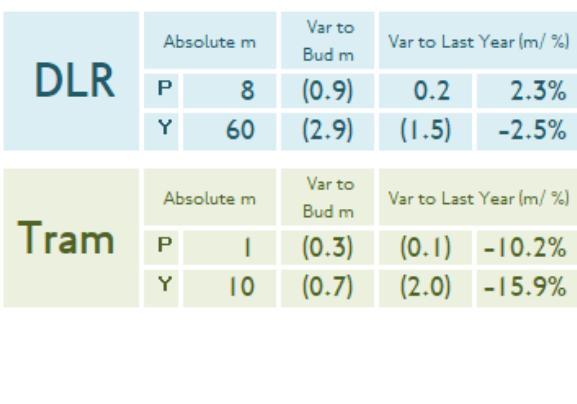 DLR
Absolute m Var to Bud m Var to Last Year (m/ %)
P 8 (0.9) 0.2 2.3%
Y 60 (2.9) (1.5) -2.5%
Tram
Absolute m Var to Bud m Var to Last Year (m/ %)
P 1 (0.3) (0.1) -10.2%
Y 10 (0.7) (2.0) -15.9%